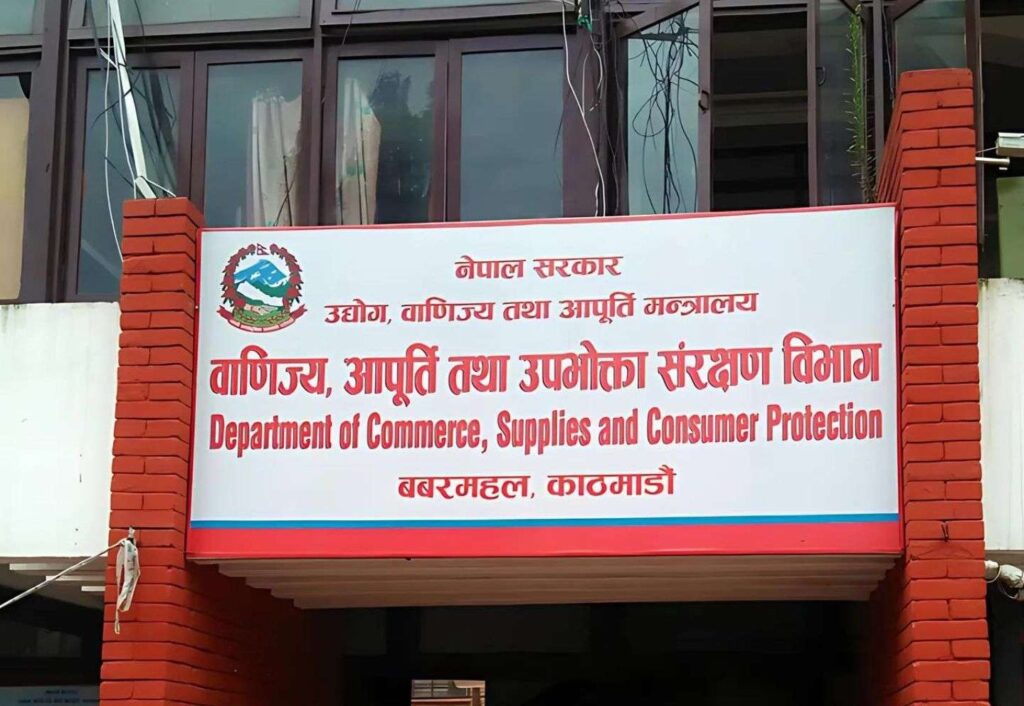 नेपाल सरकार
उद्योग, वाणिज्य तथा आपूर्ति मन्त्रालय
वाणिज्य, आपूर्ति तथा उपभोक्ता संरक्षण विभाग
Department of Commerce, Supplies and Consumer Protection
बबरमहल, काठमाडौं